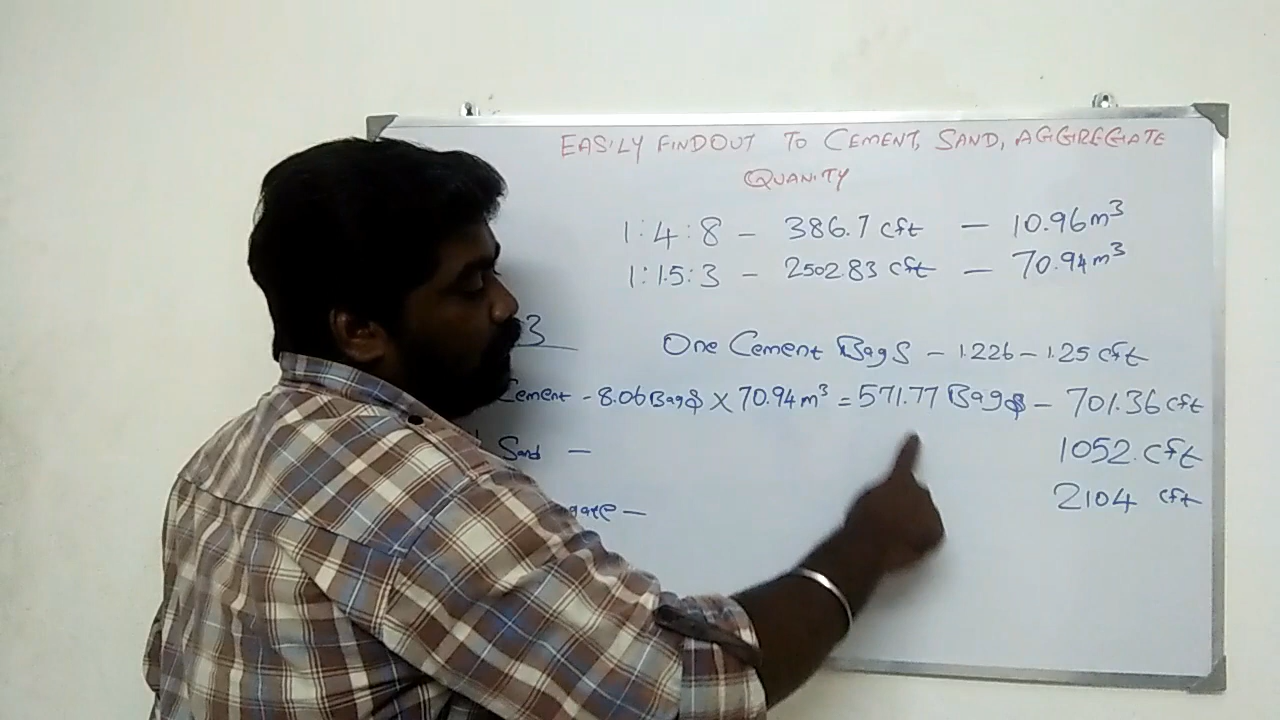 EASILY FINDOUT TO CEMENT, SAND, AGGREGATE
QUANITY
1:4:8 - 386.7 cft - 10.96m³
1:1.5:3 - 2502.83 cft - 70.94m³
3
One Cement Bags - 1.226 - 1.25 cft
Cement - 8.06 Bags X 70.94m³ = 571.77 Bags - 701.36 cft
Sand - 1052. cft
gate - 2104 cft